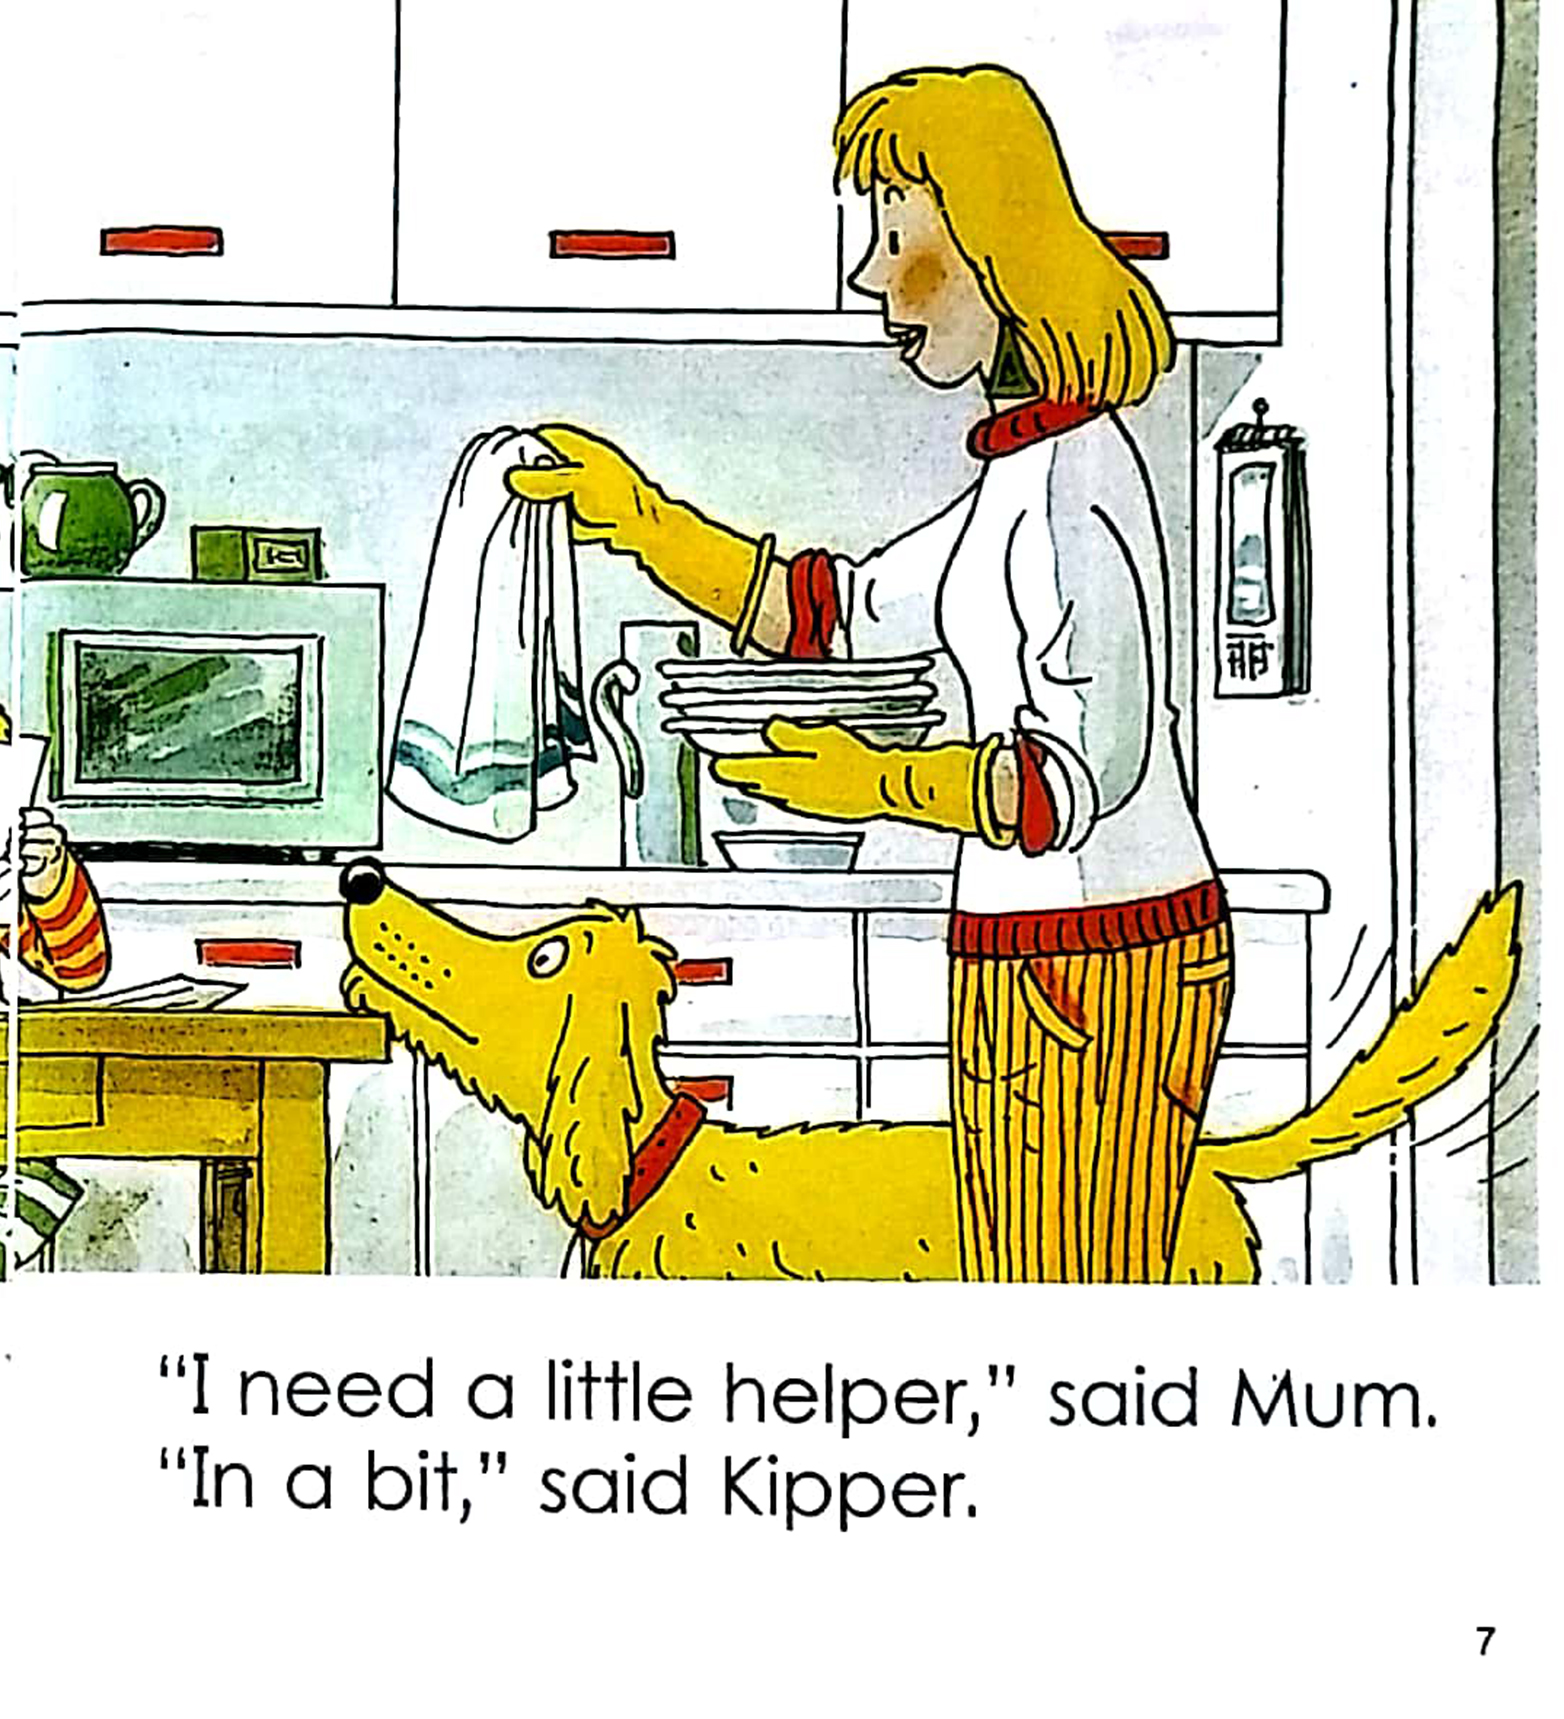 “I need a little helper,” said Mum.
“In a bit,” said Kipper.
7